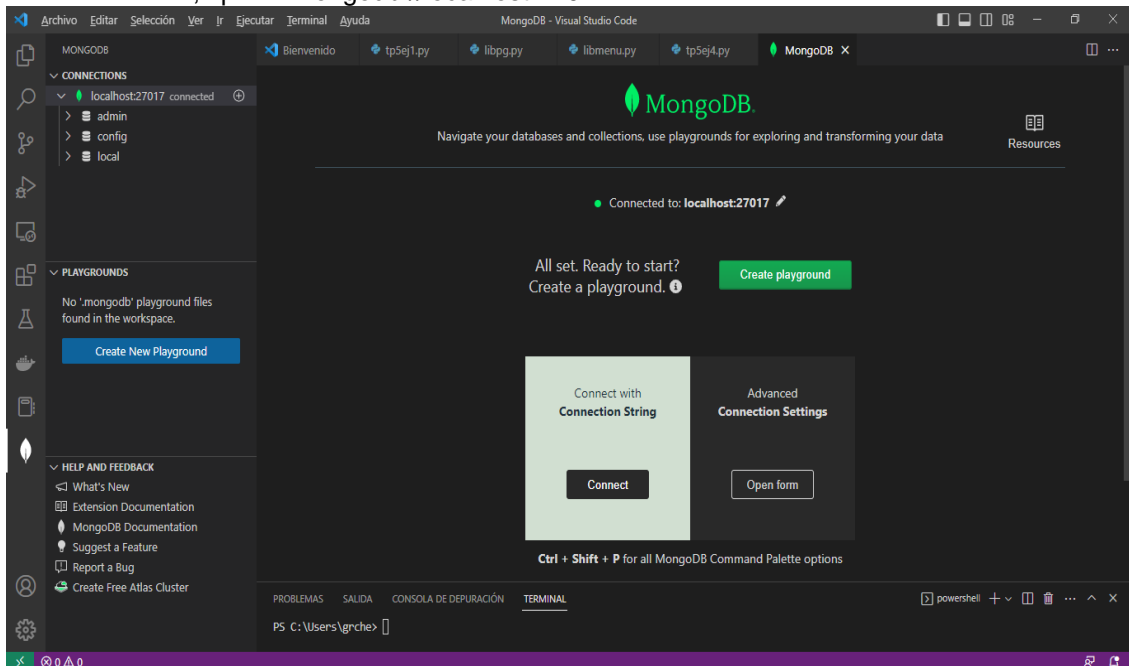 Archivo Editar Selección Ver Ir Ejecutar Terminal Ayuda
MongoDB - Visual Studio Code
MONGODB
Bienvenido
tp5ej1.py
libpg.py
libmenu.py
tp5ej4.py
MongoDB
CONNECTIONS
localhost:27017 connected
admin
config
local
PLAYGROUNDS
No '.mongodb' playground files
found in the workspace.
Create New Playground
HELP AND FEEDBACK
What's New
Extension Documentation
MongoDB Documentation
Suggest a Feature
Report a Bug
Create Free Atlas Cluster
MongoDB.
Navigate your databases and collections, use playgrounds for exploring and transforming your data
Resources
Connected to: localhost:27017
All set. Ready to start?
Create a playground.
Create playground
Connect with
Connection String
Connect
Advanced
Connection Settings
Open form
Ctrl + Shift + P for all MongoDB Command Palette options
PROBLEMAS SALIDA CONSOLA DE DEPURACIÓN TERMINAL
powershell
PS C:\Users\grche>
0 0